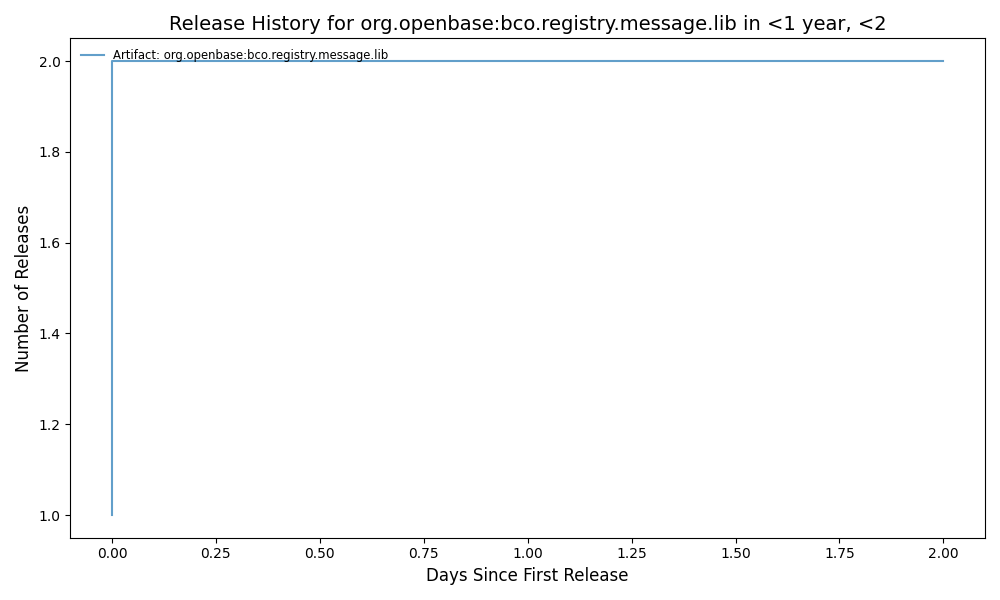 Release History for org.openbase:bco.registry.message.lib in <1 year, <2
Artifact: org.openbase:bco.registry.message.lib
2.0
1.8
1.6
1.4
1.2
1.0
Number of Releases
0.00 0.25 0.50 0.75 1.00 1.25 1.50 1.75 2.00
Days Since First Release